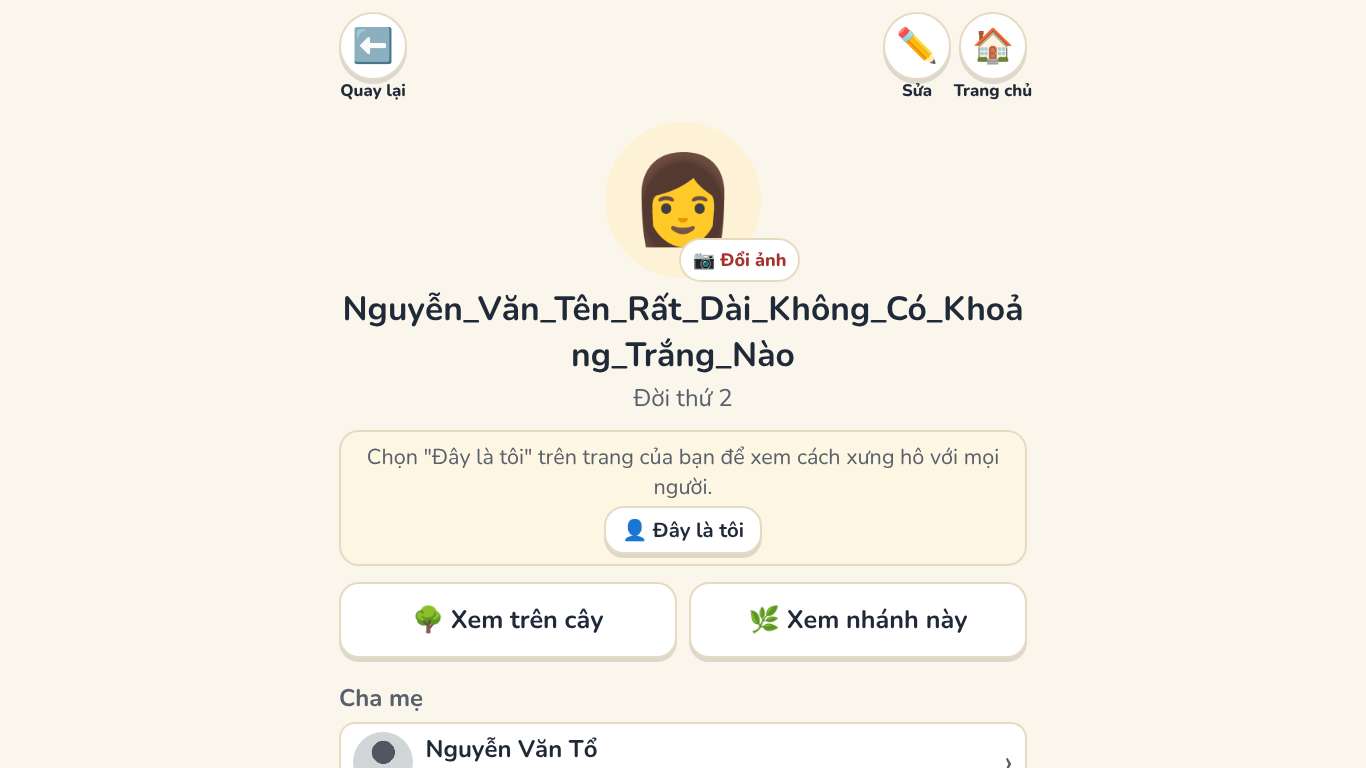 Quay lại
Sửa
Trang chủ
Đổi ảnh
Nguyễn_Văn_Tên_Rất_Dài_Không_Có_Khoả
ng_Trắng_Nào
Đời thứ 2
Chọn "Đây là tôi" trên trang của bạn để xem cách xưng hô với mọi
người.
Đây là tôi
Xem trên cây
Xem nhánh này
Cha mẹ
Nguyễn Văn Tổ